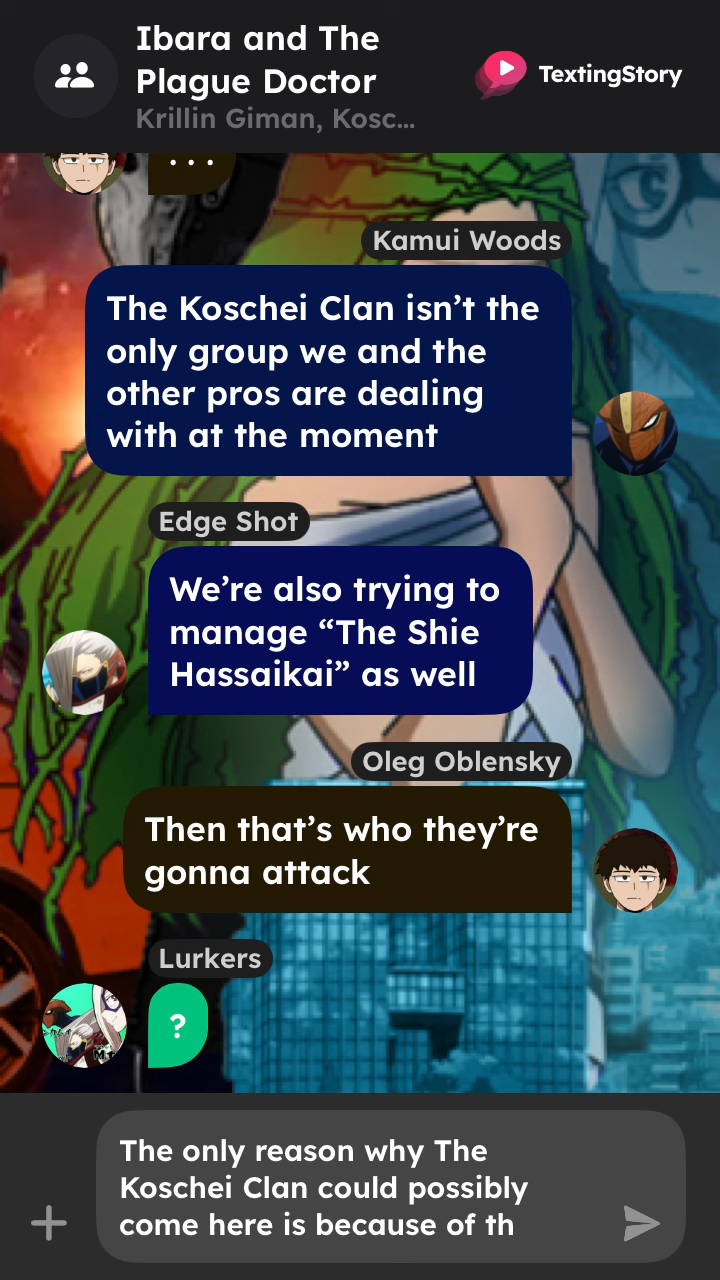 Ibara and The
Plague Doctor
Krillin Giman, Kosc...
TextingStory
...
Kamui Woods
The Koschei Clan isn’t the
only group we and the
other pros are dealing
with at the moment
Edge Shot
We’re also trying to
manage “The Shie
Hassaikai” as well
Oleg Oblensky
Then that’s who they’re
gonna attack
Lurkers
?
The only reason why The
Koschei Clan could possibly
come here is because of th